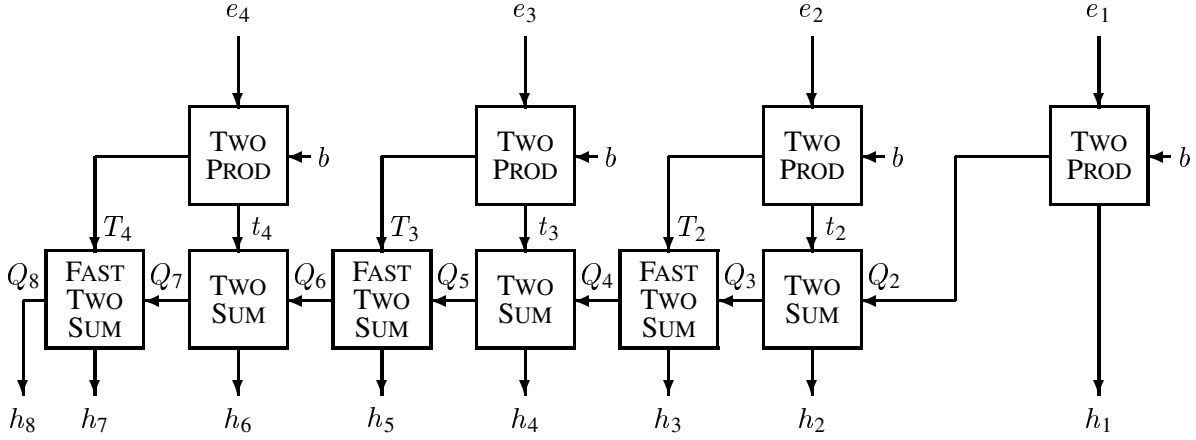 e₄ e₃ e₂ e₁
TWO TWO TWO TWO
PROD b PROD b PROD b PROD b
T₄ t₄ T₃ t₃ T₂ t₂
Q₈ FAST Q₇ TWO Q₆ FAST Q₅ TWO Q₄ FAST Q₃ TWO Q₂
TWO SUM TWO SUM TWO SUM
SUM SUM SUM
h₈ h₇ h₆ h₅ h₄ h₃ h₂ h₁